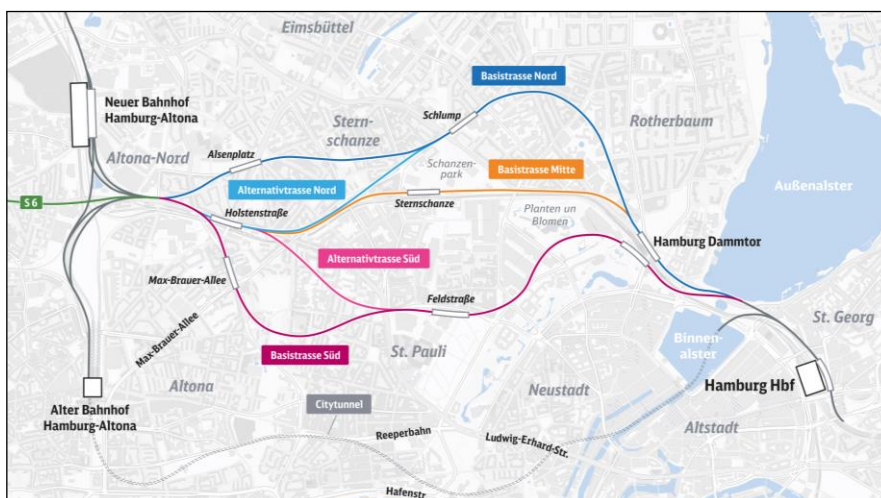 Eimsbüttel
Neuer Bahnhof
Hamburg-Altona
Basistrasse Nord
Stern-
schanze
Schlump
Rotherbaum
Altona-Nord
Alsenplatz
Schanzen-
park
Basistrasse Mitte
Außenalster
Alternativtrasse Nord
S 6
Sternschanze
Holstenstraße
Planten un
Blomen
Hamburg Dammtor
Alternativtrasse Süd
Max-Brauer-Allee
Feldstraße
St. Georg
Max-Brauer-Allee
Binnen-
alster
Basistrasse Süd
St. Pauli
Altona
Neustadt
Hamburg Hbf
Citytunnel
Alter Bahnhof
Hamburg-Altona
Altstadt
Reeperbahn
Ludwig-Erhard-Str.
Hafenstr